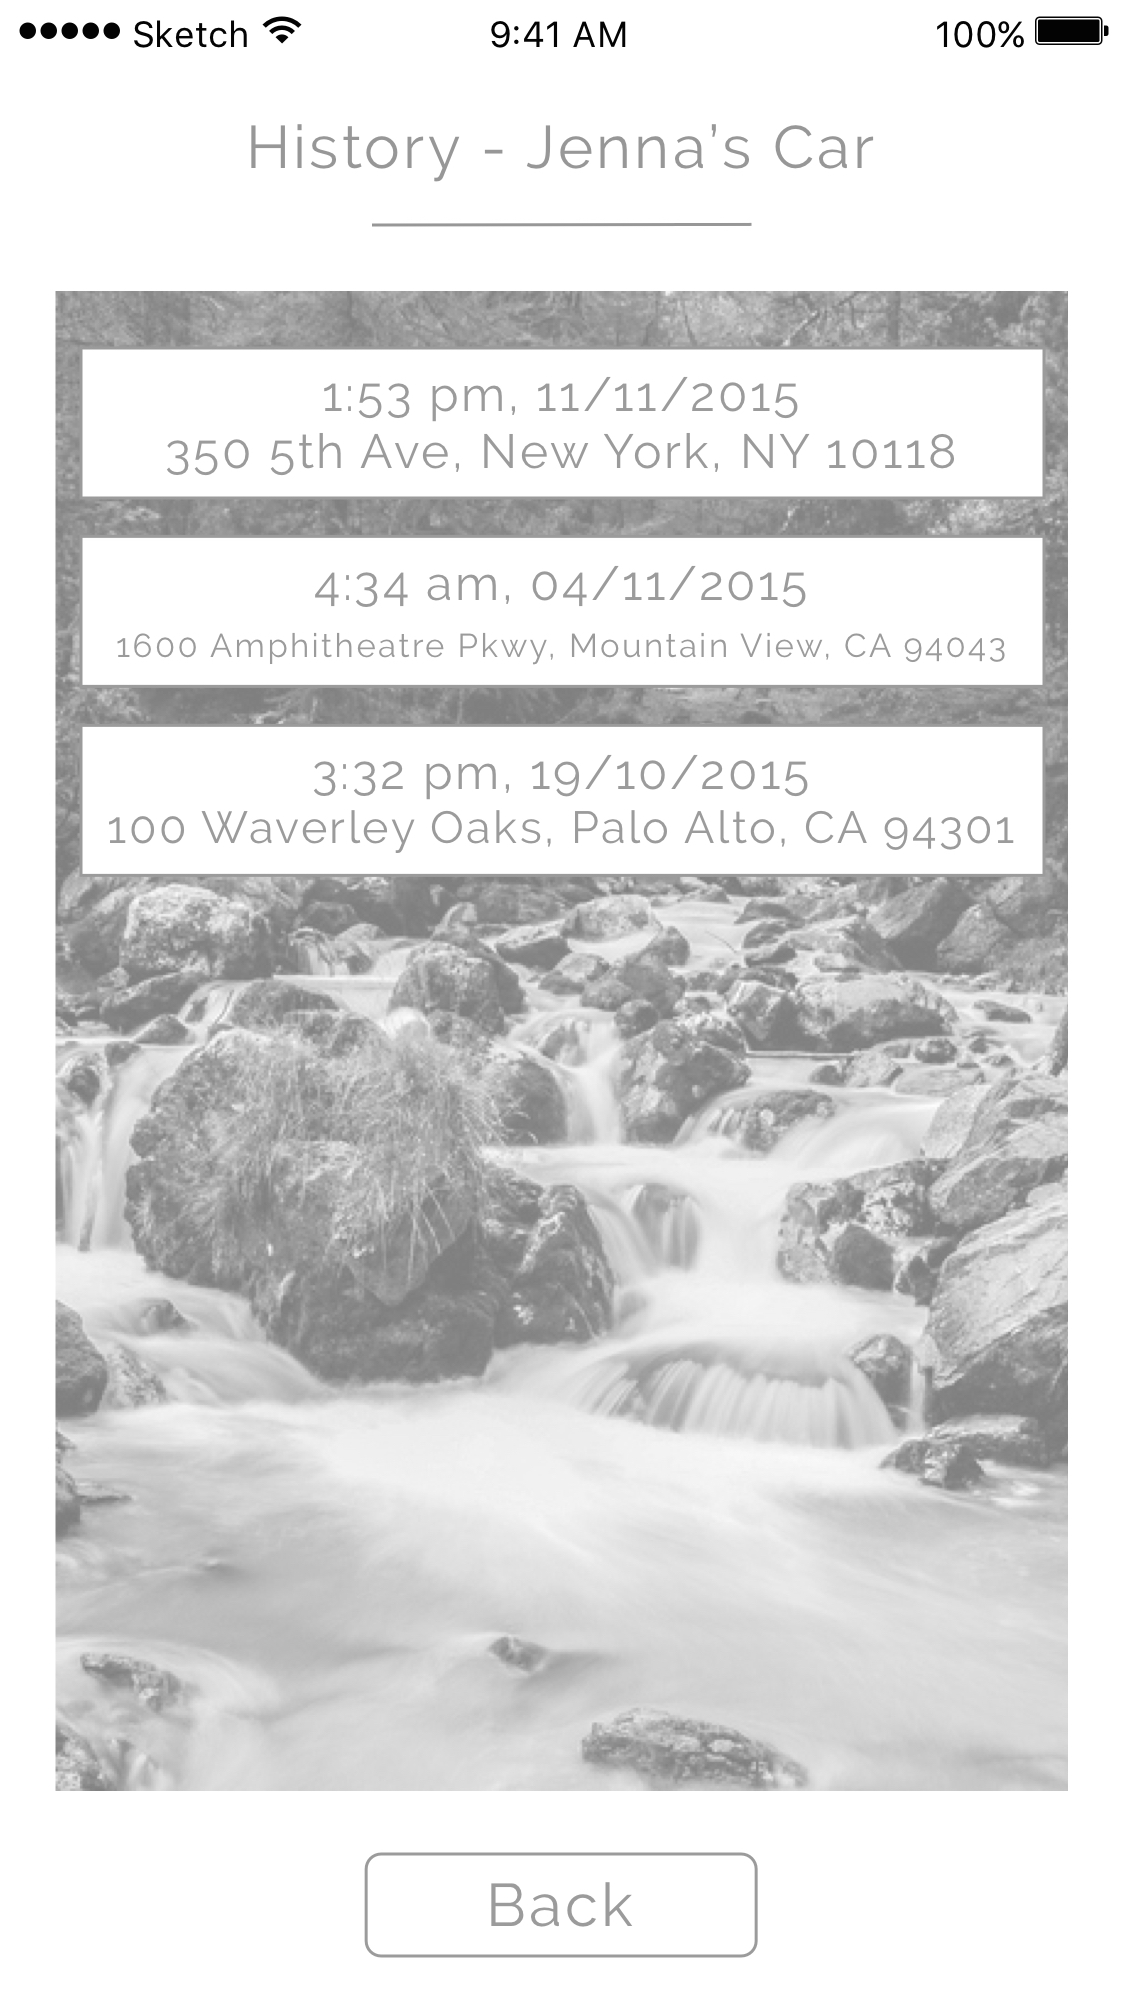 Sketch 9:41 AM 100%
History - Jenna’s Car
1:53 pm, 11/11/2015
350 5th Ave, New York, NY 10118
4:34 am, 04/11/2015
1600 Amphitheatre Pkwy, Mountain View, CA 94043
3:32 pm, 19/10/2015
100 Waverley Oaks, Palo Alto, CA 94301
Back